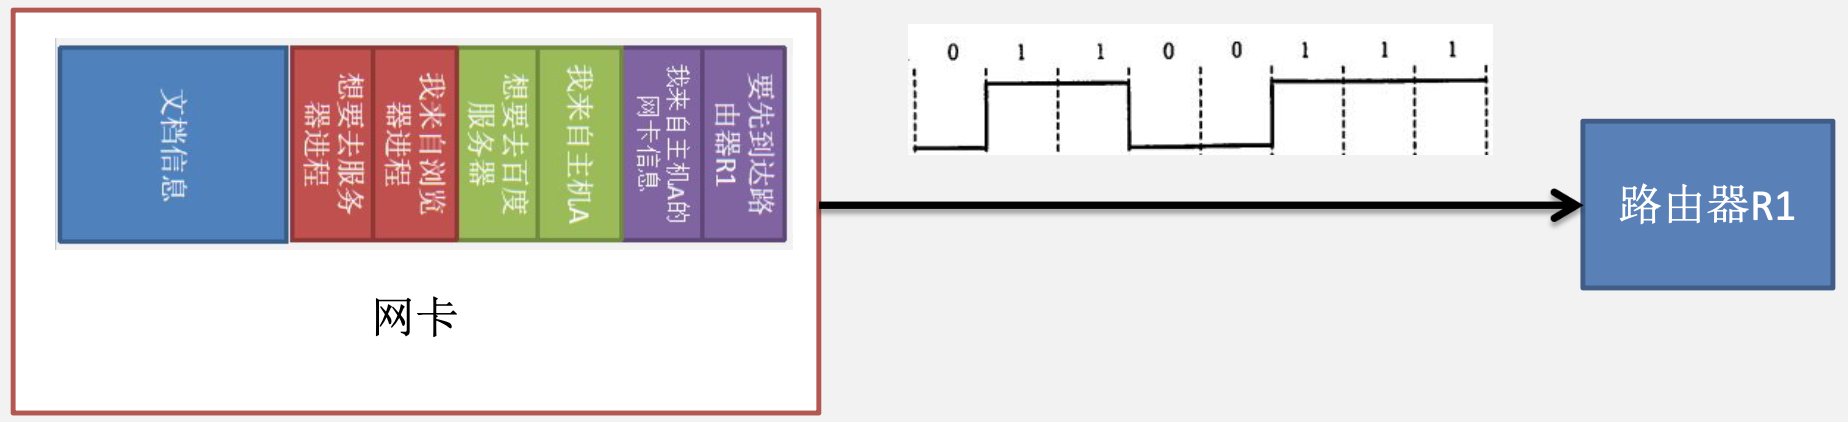 文档信息
想要去服务
器进程
我来自浏览
器进程
想要去百度
服务器
我来自主机A
我来自主机A的
网卡信息
要先到达路
由器R1
网卡
0 1 1 0 0 1 1 1
路由器R1